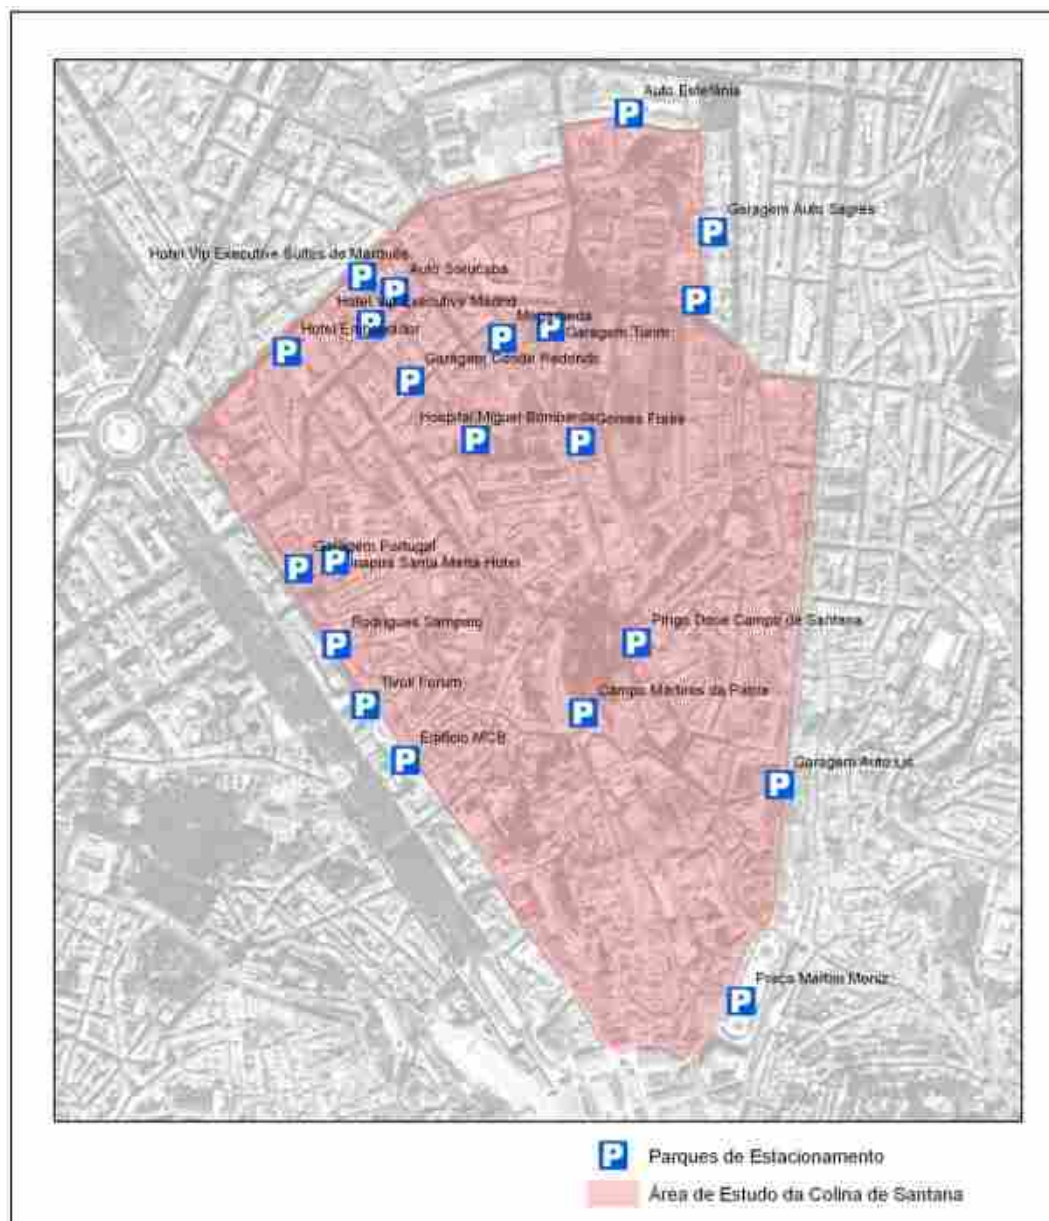 Auto Estefânia
Garagem Auto Sagres
Hotel Vip Executive Suites do Marquês
Auto Sorocaba
Hotel Vip Executive Madrid
Hotel Embaixador
Garagem Turim
Garagem Conde Redondo
Hospital Miguel Bombarda
Gomes Freire
Garagem Portugal
Santa Marta Hotel
Rodrigues Sampaio
Pingo Doce Campo de Santana
Tivoli Forum
Campo Mártires da Pátria
Edifício MCB
Garagem Auto Lis
Praça Martim Moniz
P Parques de Estacionamento
Área de Estudo da Colina de Santana